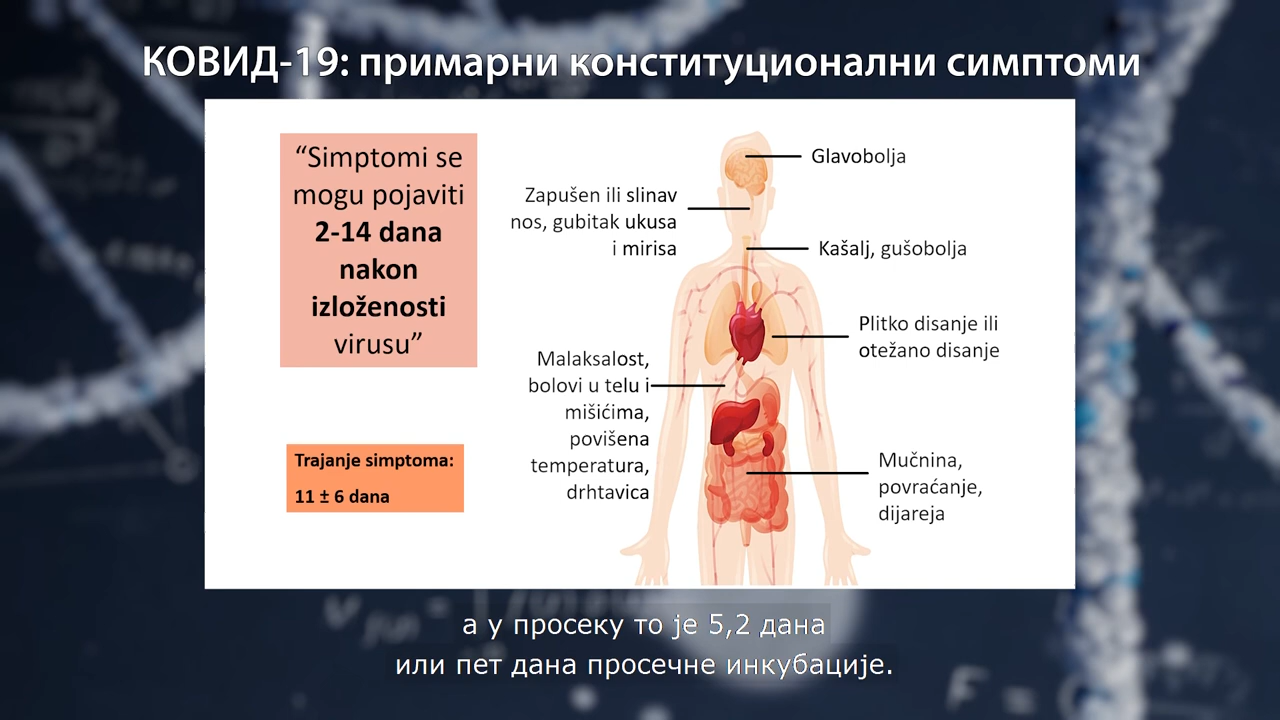 КОВИД-19: примарни конституционални симптоми
“Simptomi se
mogu pojaviti
2-14 dana
nakon
izloženosti
virusu”
Trajanje simptoma:
11 ± 6 dana
Glavobolja
Zapušen ili slinav
nos, gubitak ukusa
i mirisa
Kašalj, gušobolja
Plitko disanje ili
otežano disanje
Malaksalost,
bolovi u telu i
mišićima,
povišena
temperatura,
drhtavica
Mučnina,
povraćanje,
dijareja
а у просеку то је 5,2 дана
или пет дана просечне инкубације.